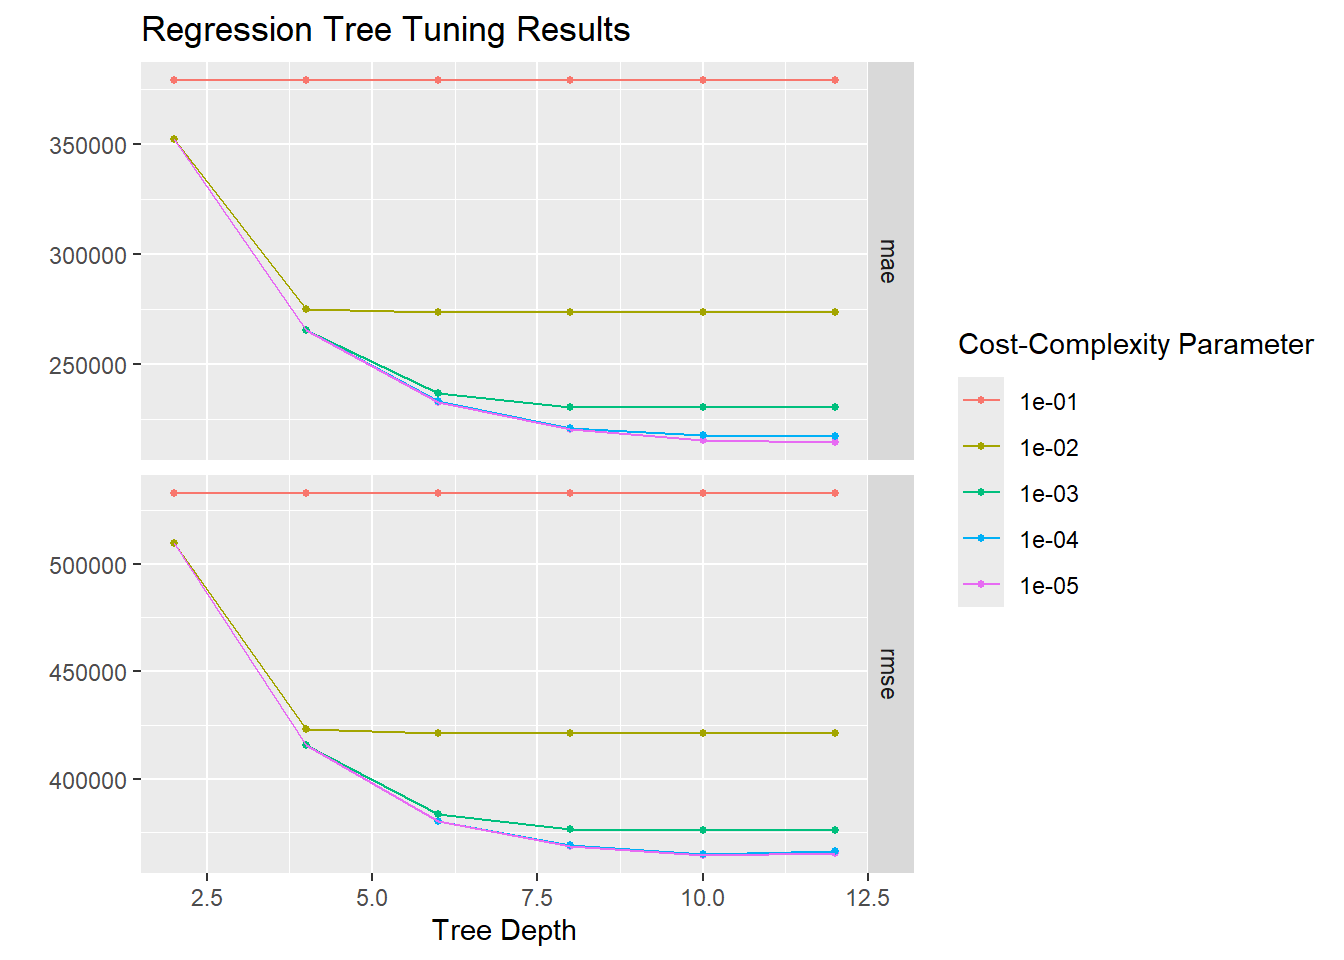 Regression Tree Tuning Results
350000
300000
250000
mae
500000
450000
400000
rmse
2.5 5.0 7.5 10.0 12.5
Tree Depth
Cost-Complexity Parameter
1e-01
1e-02
1e-03
1e-04
1e-05